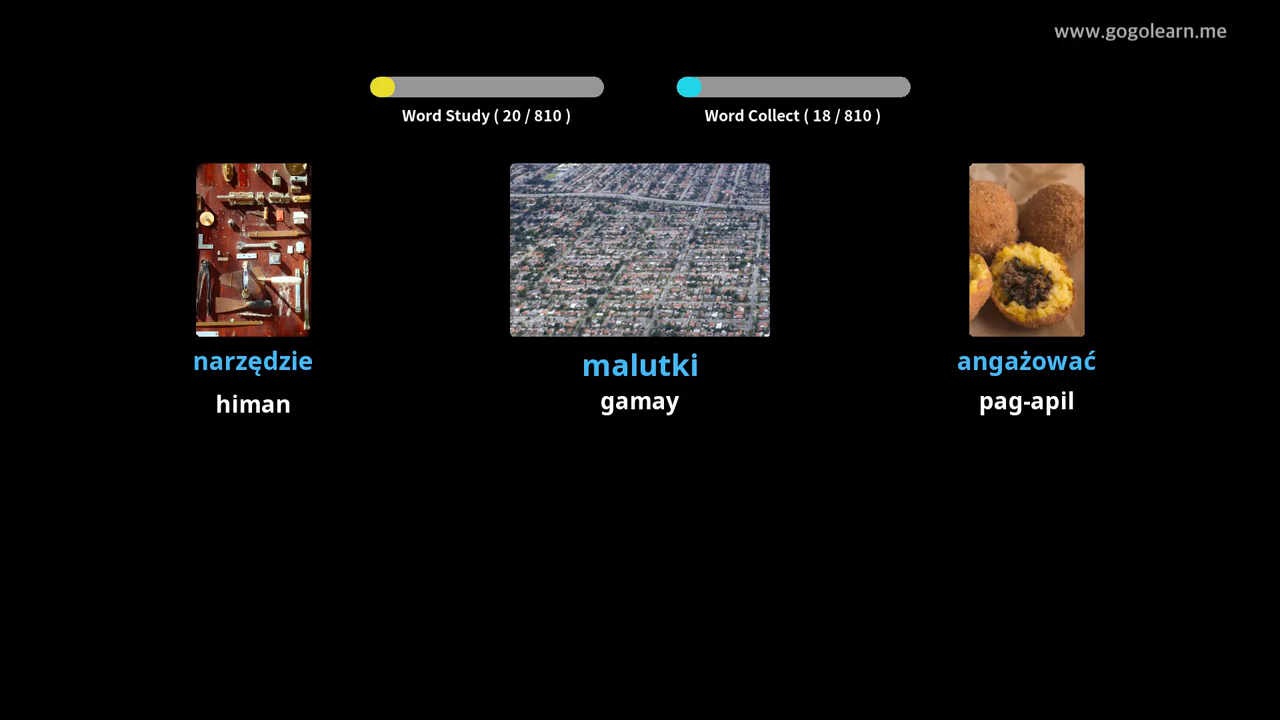 www.gogolearn.me
Word Study ( 20 / 810 )
Word Collect ( 18 / 810 )
narzędzie
himan
malutki
gamay
angażować
pag-apil